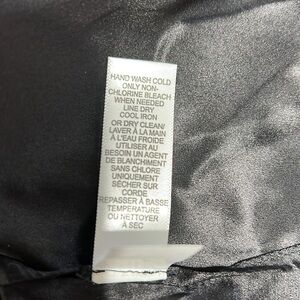 HAND WASH COLD
ONLY NON-
CHLORINE BLEACH
WHEN NEEDED
LINE DRY
COOL IRON
OR DRY CLEAN/
LAVER À LA MAIN
À L'EAU FROIDE
UTILISER AU
BESOIN UN AGENT
DE BLANCHIMENT
SANS CHLORE
UNIQUEMENT
SÉCHER SUR
CORDE
REPASSER À BASSE
TEMPÉRATURE
OU NETTOYER
À SEC